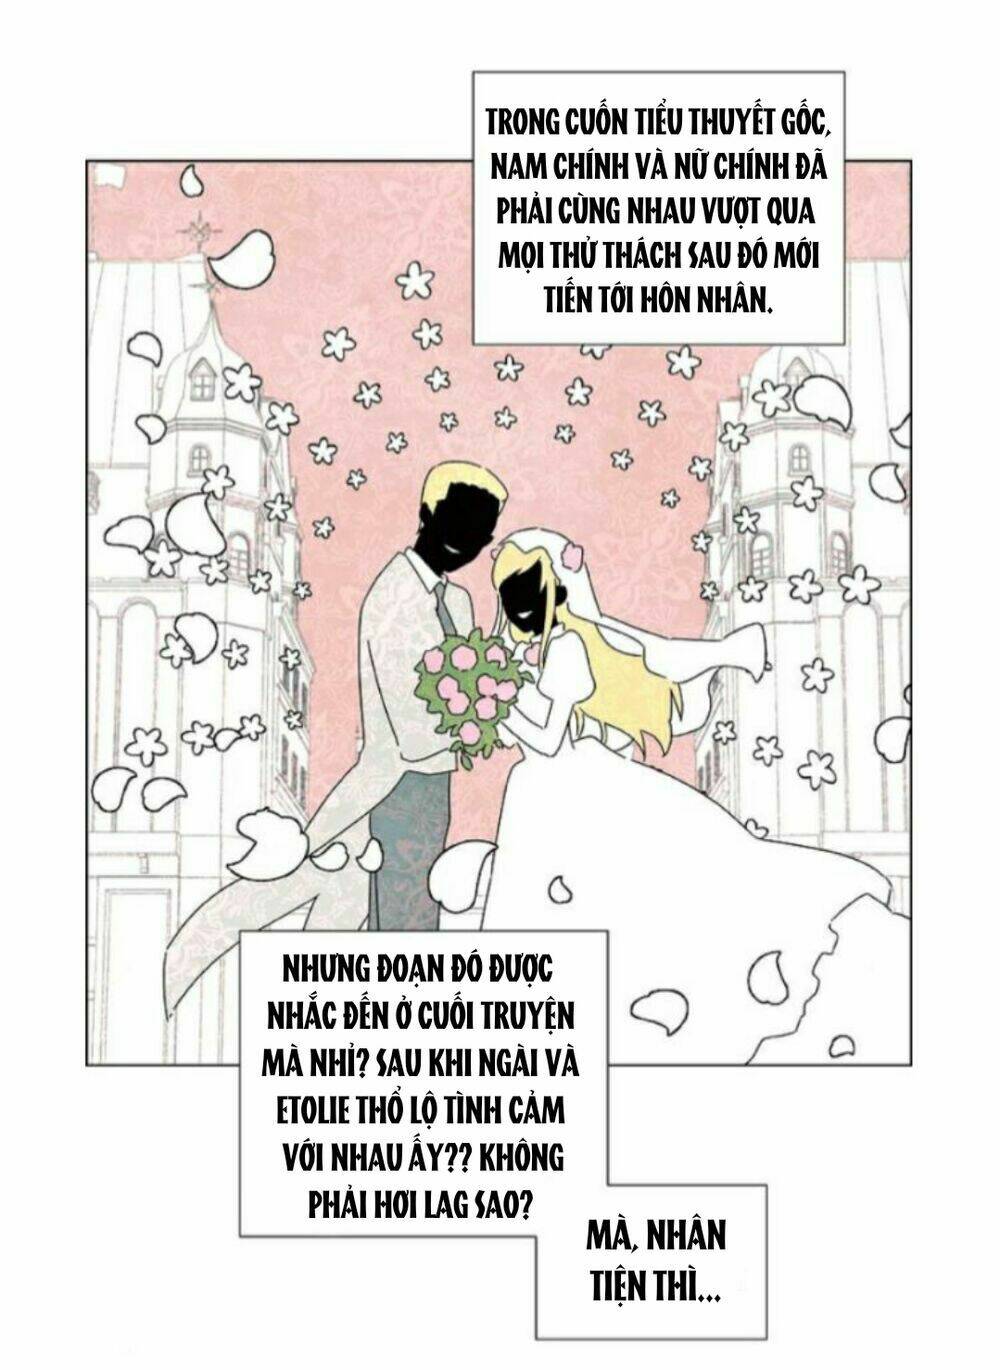 TRONG CUỐN TIỂU THUYẾT GỐC,
NAM CHÍNH VÀ NỮ CHÍNH ĐÃ
PHẢI CÙNG NHAU VƯỢT QUA
MỌI THỬ THÁCH SAU ĐÓ MỚI
TIẾN TỚI HÔN NHÂN.
NHƯNG ĐOẠN ĐÓ ĐƯỢC
NHẮC ĐẾN Ở CUỐI TRUYỆN
MÀ NHỈ? SAU KHI NGÀI VÀ
ETOLIE THỔ LỘ TÌNH CẢM
VỚI NHAU ẤY?? KHÔNG
PHẢI HƠI LAG SAO?
MÀ, NHÂN
TIỆN THÌ...